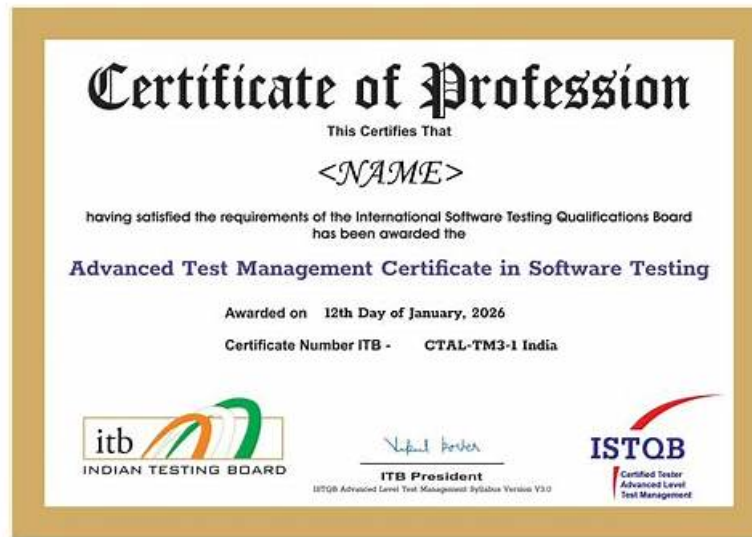 Certificate of Profession
This Certifies That
<NAME>
having satisfied the requirements of the International Software Testing Qualifications Board
has been awarded the
Advanced Test Management Certificate in Software Testing
Awarded on 12th Day of January, 2026
Certificate Number ITB - CTAL-TM3-1 India
itb
INDIAN TESTING BOARD
ITB President
ISTQB Advanced Level Test Management Syllabus Version V3.0
ISTQB
Certified Tester
Advanced Level
Test Management